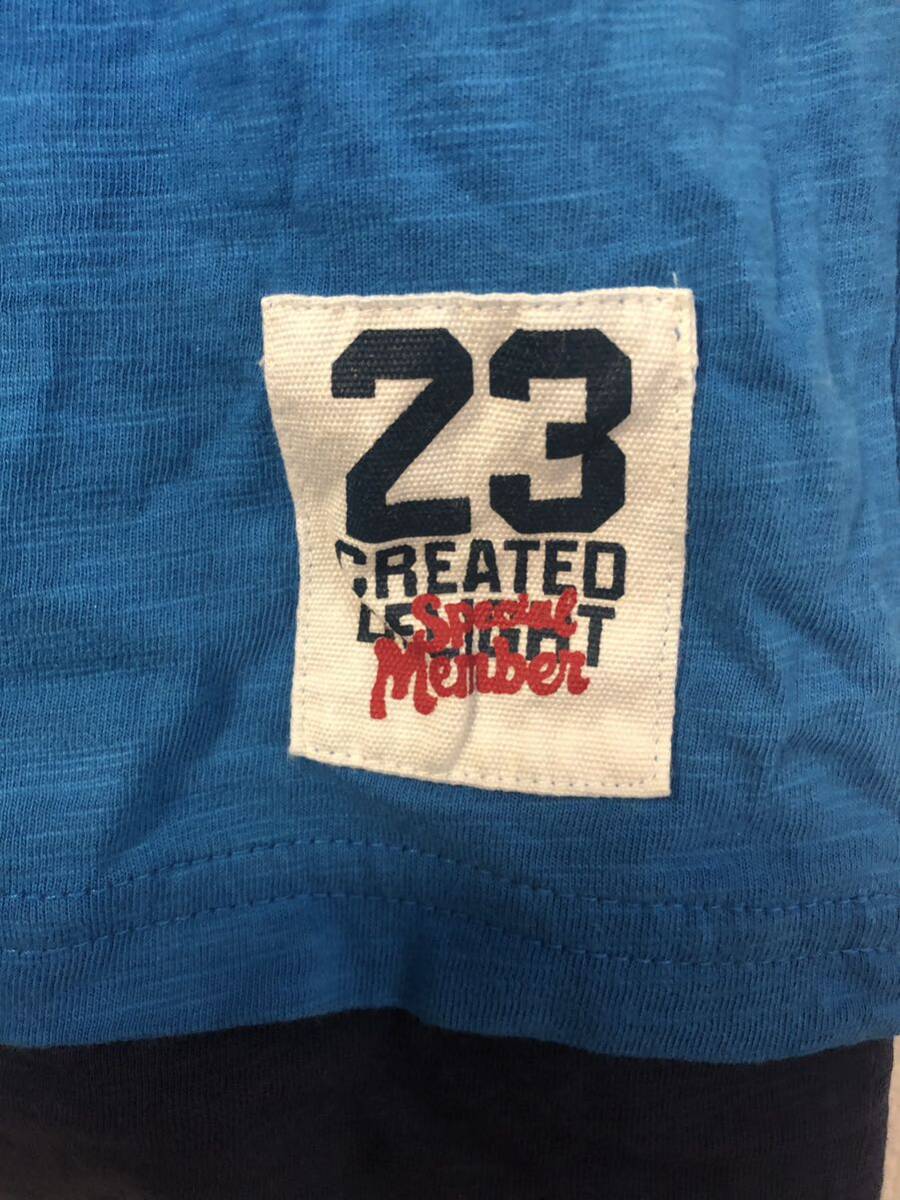 23
CREATED
Special
Member